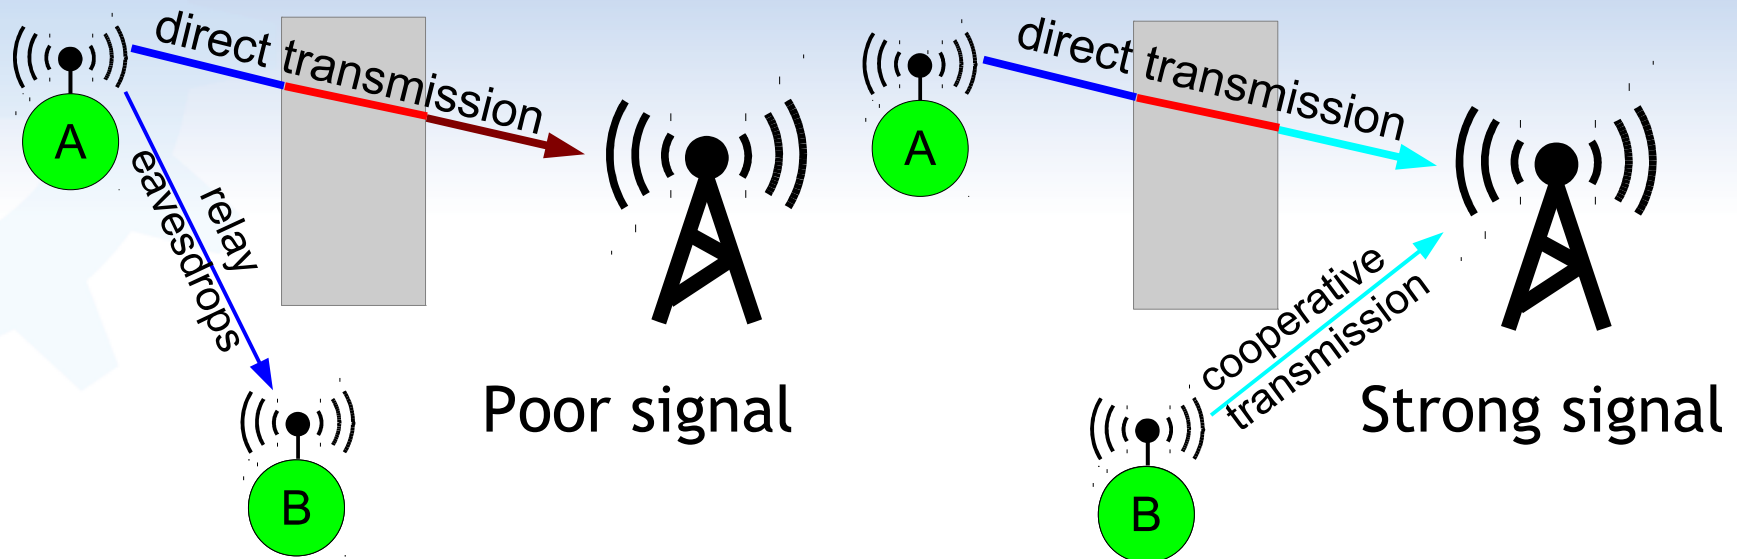 direct transmission
A
relay
eavesdrops
B
Poor signal
direct transmission
A
cooperative
transmission
B
Strong signal